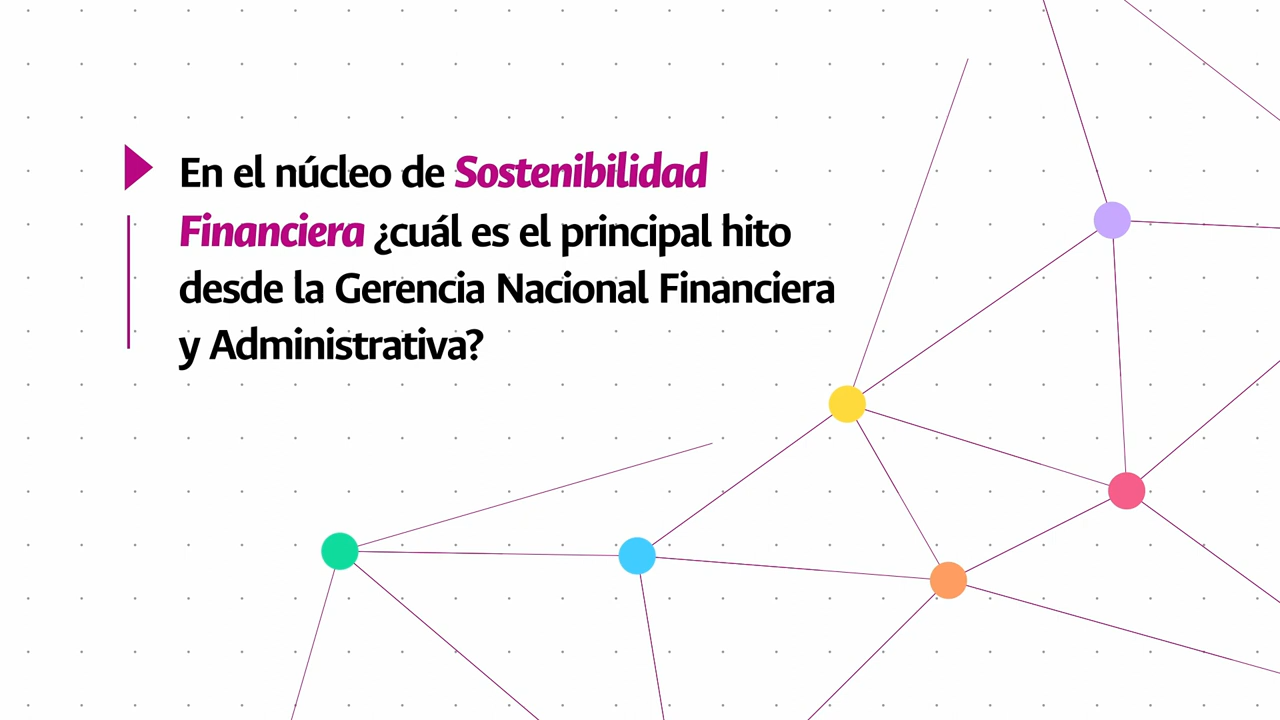 En el núcleo de Sostenibilidad
Financiera ¿cuál es el principal hito
desde la Gerencia Nacional Financiera
y Administrativa?